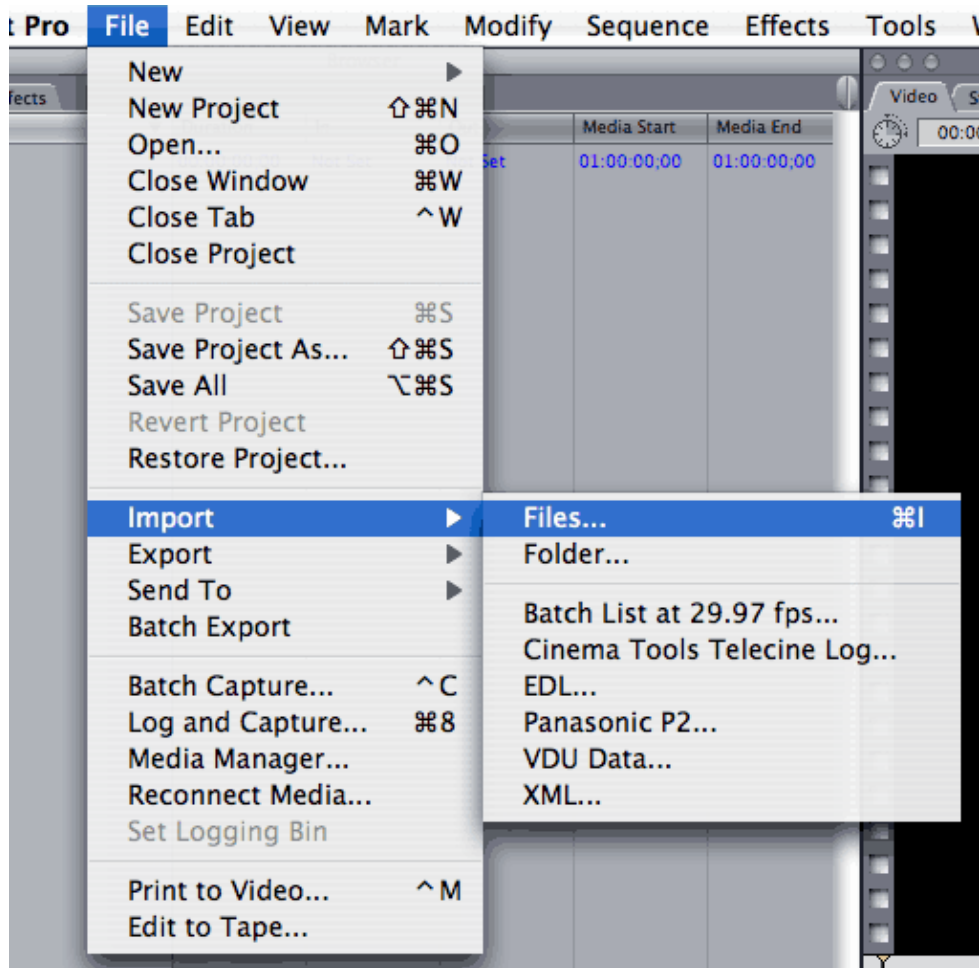 t Pro File Edit View Mark Modify Sequence Effects Tools
fects
New
New Project ⇧⌘N
Open... ⌘O
Close Window ⌘W
Close Tab ^W
Close Project
Save Project ⌘S
Save Project As... ⇧⌘S
Save All ⌥⌘S
Revert Project
Restore Project...
Import
Export
Send To
Batch Export
Batch Capture... ^C
Log and Capture... ⌘8
Media Manager...
Reconnect Media...
Set Logging Bin
Print to Video... ^M
Edit to Tape...
Files... ⌘I
Folder...
Batch List at 29.97 fps...
Cinema Tools Telecine Log...
EDL...
Panasonic P2...
VDU Data...
XML...
Media Start Media End
Set 01:00:00;00 01:00:00;00
Video S
00:00